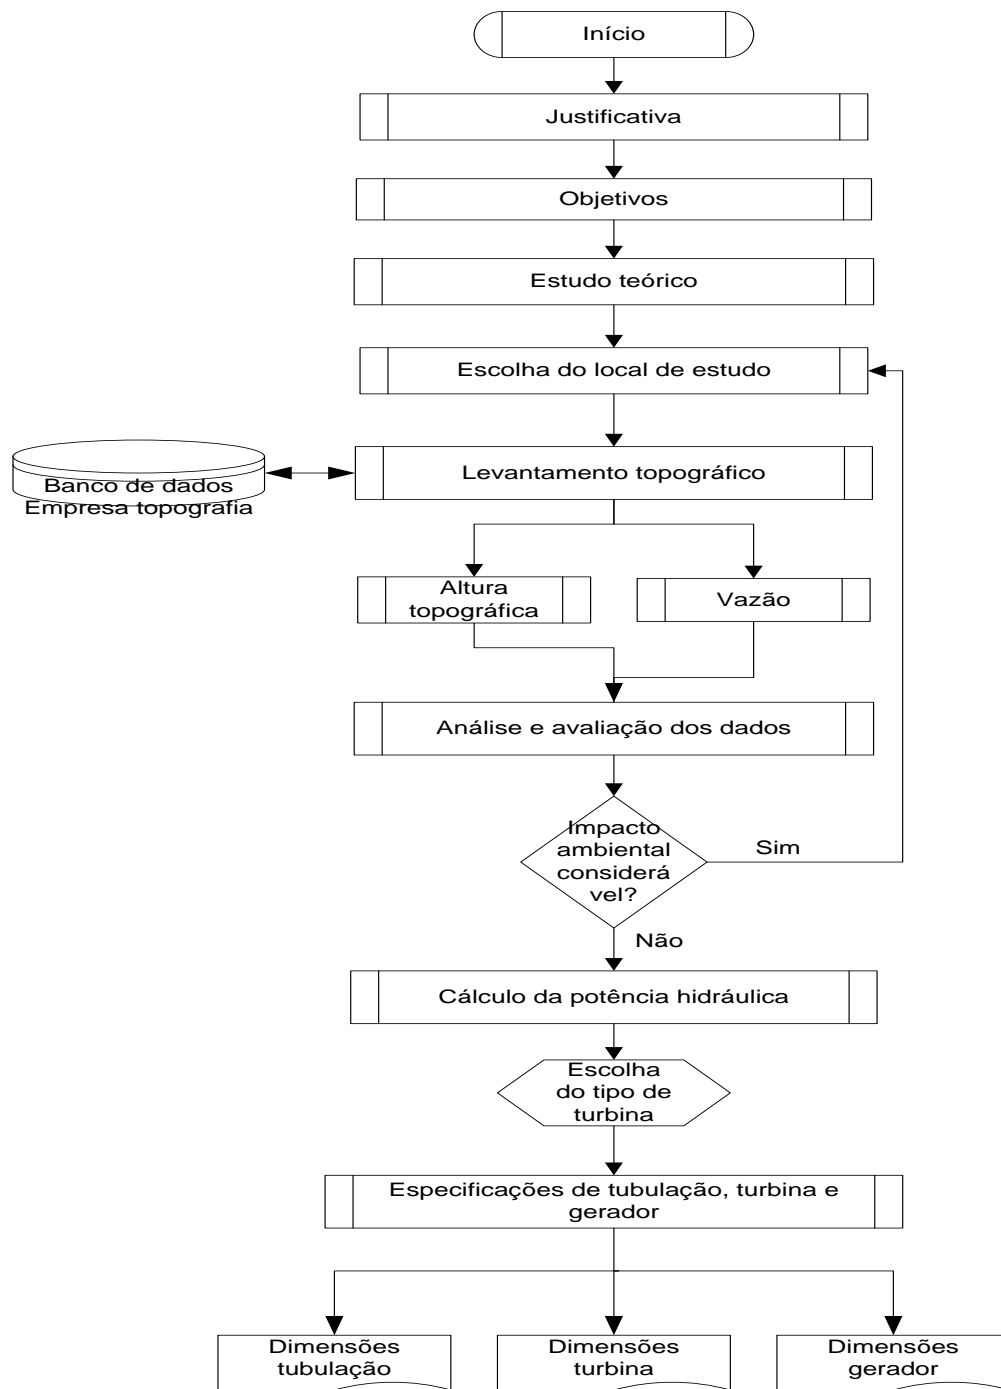 Início
Justificativa
Objetivos
Estudo teórico
Escolha do local de estudo
Levantamento topográfico
Banco de dados
Empresa topografia
Altura
topográfica
Vazão
Análise e avaliação dos dados
Impacto
ambiental
considerá
vel?
Sim
Não
Cálculo da potência hidráulica
Escolha
do tipo de
turbina
Especificações de tubulação, turbina e
gerador
Dimensões
tubulação
Dimensões
turbina
Dimensões
gerador